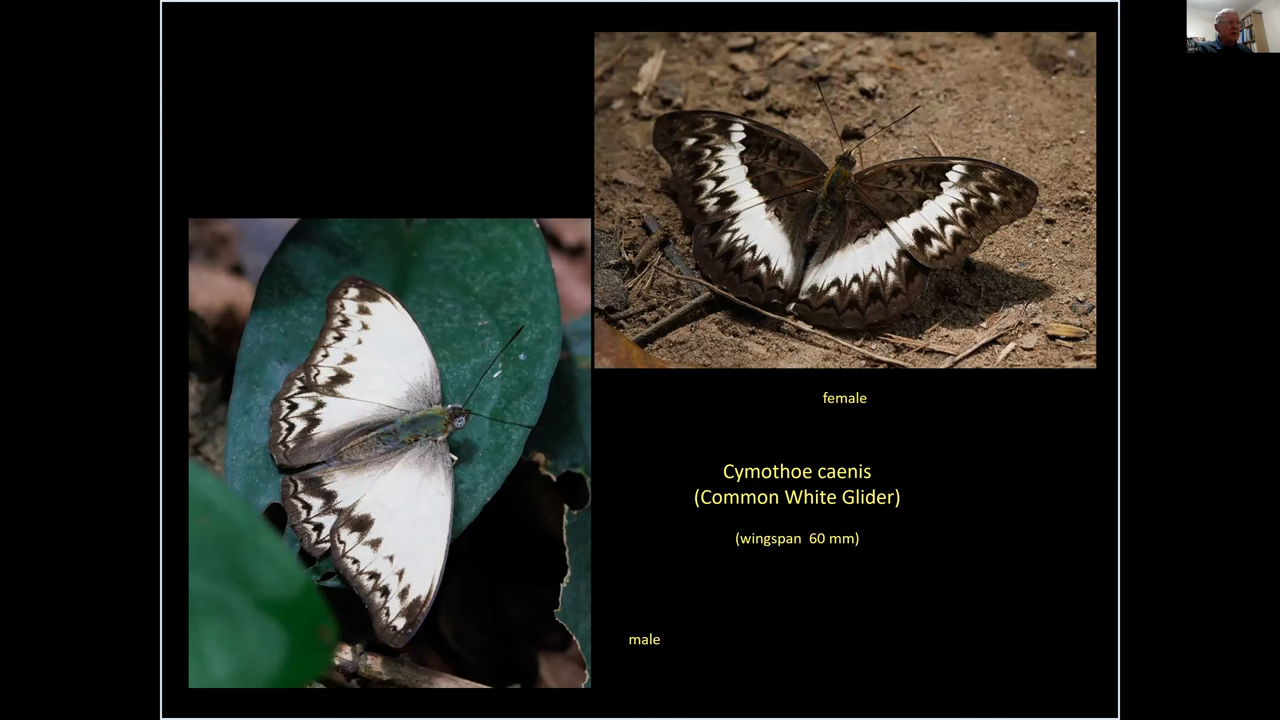 female
Cymothoe caenis
(Common White Glider)
(wingspan 60 mm)
male